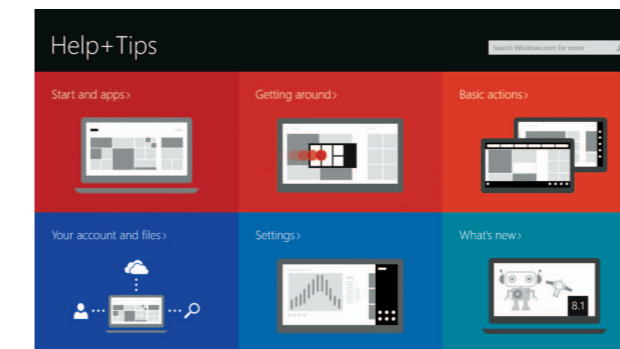 Help+Tips
Search Windows.com for more
Start and apps>
Getting around>
Basic actions>
Your account and files>
Settings>
What's new>
8.1